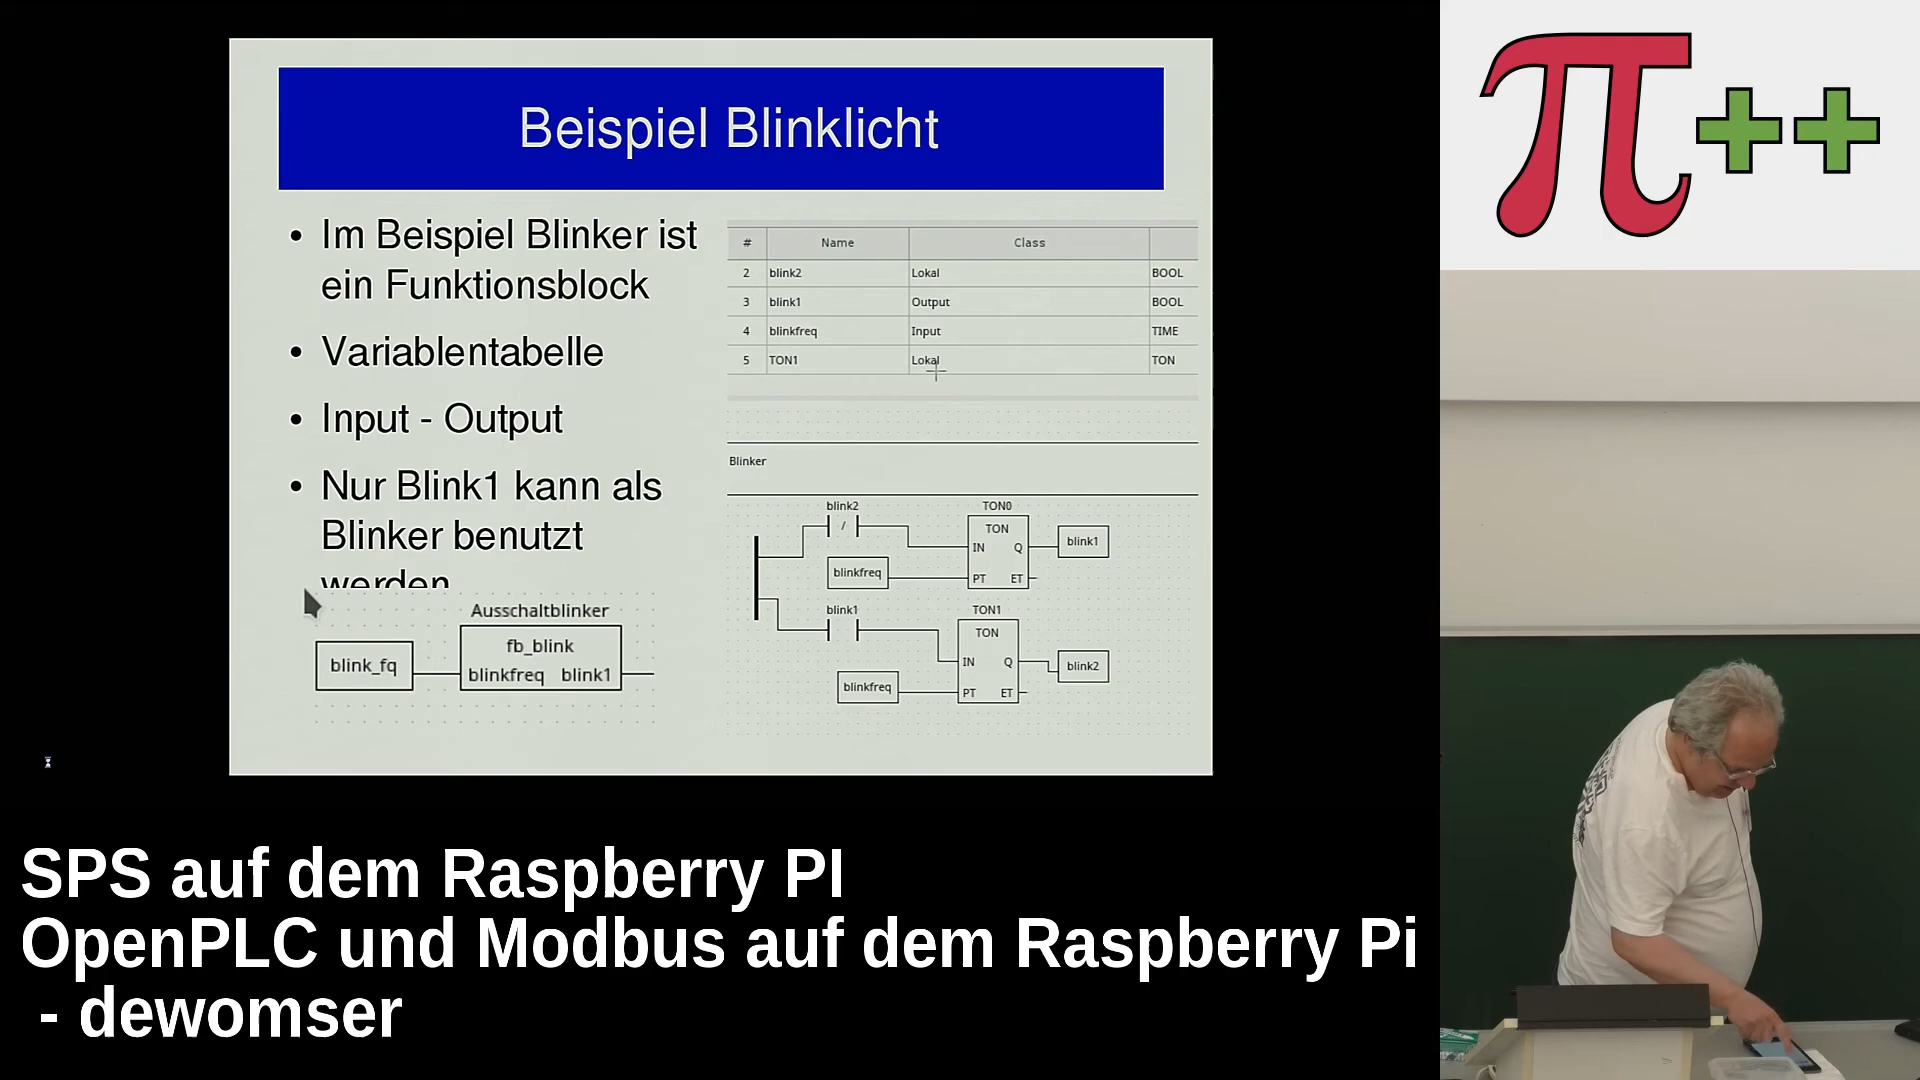 Beispiel Blinklicht
• Im Beispiel Blinker ist
ein Funktionsblock
• Variablentabelle
• Input - Output
• Nur Blink1 kann als
Blinker benutzt
werden
Ausschaltblinker
fb_blink
blink_fq
blinkfreq blink1
# Name Class
2 blink2 Lokal BOOL
3 blink1 Output BOOL
4 blinkfreq Input TIME
5 TON1 Lokal TON
Blinker
blink2 TON0
/ TON
IN Q blink1
blinkfreq PT ET
blink1 TON1
TON
IN Q blink2
blinkfreq PT ET
π++
SPS auf dem Raspberry PI
OpenPLC und Modbus auf dem Raspberry Pi
- dewomser